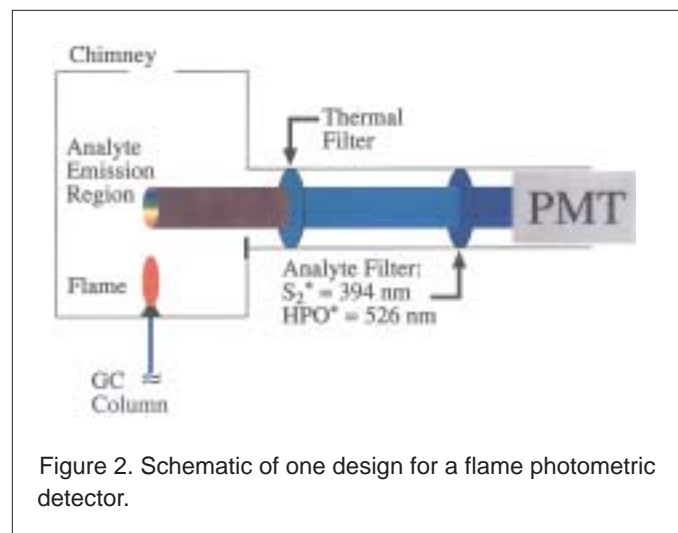 Chimney
Thermal
Filter
Analyte
Emission
Region
PMT
Flame
Analyte Filter:
S₂* = 394 nm
HPO* = 526 nm
GC
Column
Figure 2. Schematic of one design for a flame photometric
detector.